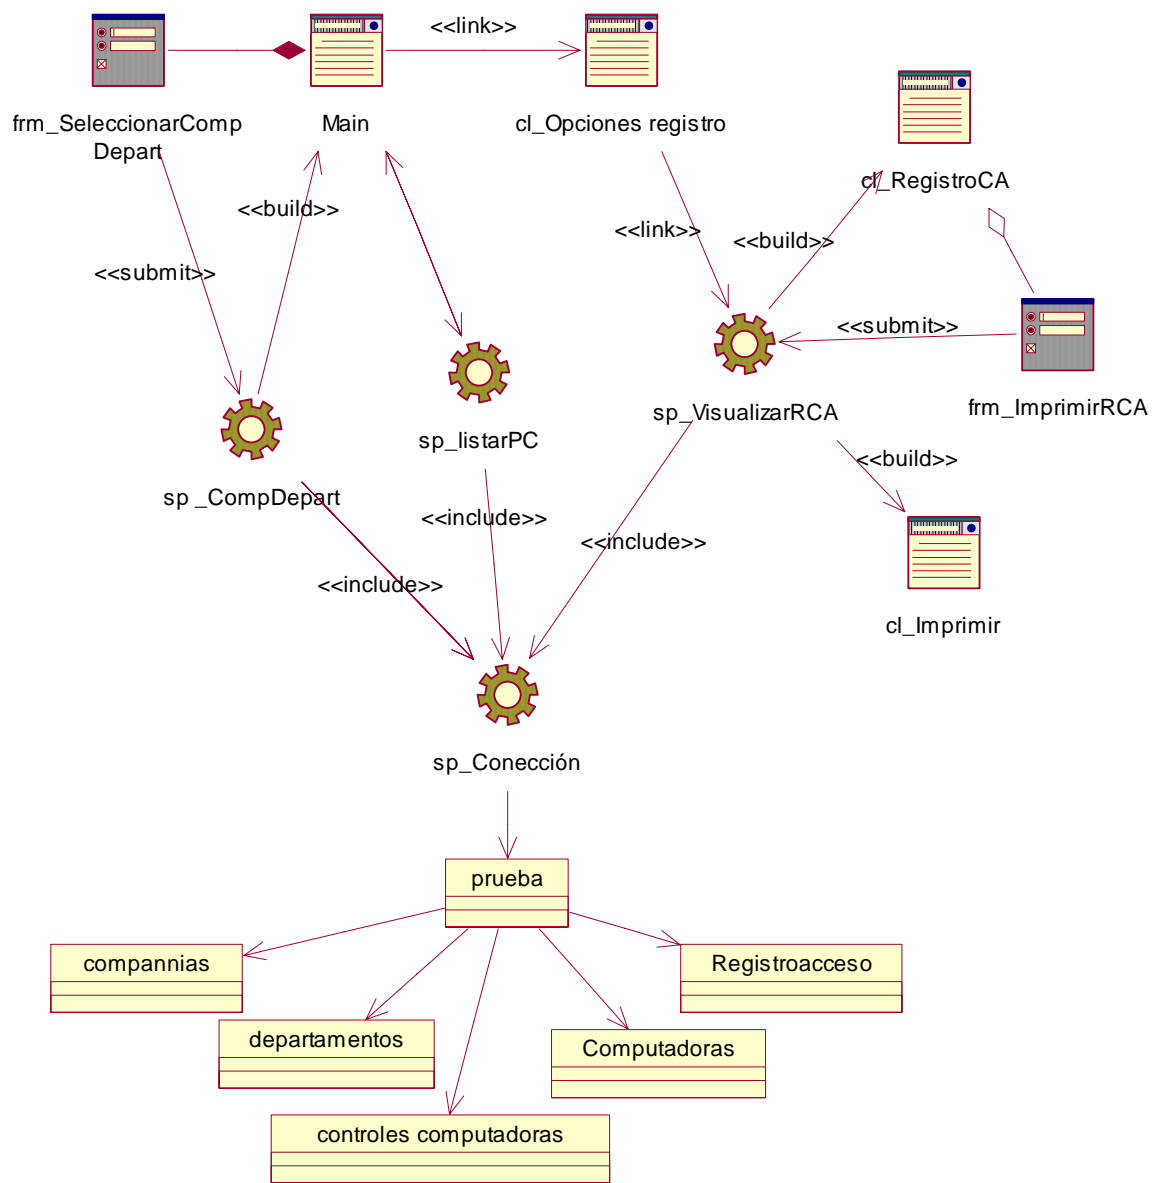 <<link>>
frm_SeleccionarComp
Depart
Main
cl_Opciones registro
cl_RegistroCA
<<build>>
<<link>>
<<build>>
<<submit>>
<<submit>>
frm_ImprimirRCA
sp_VisualizarRCA
sp_listarPC
<<build>>
sp _CompDepart
<<include>>
<<include>>
<<include>>
cl_Imprimir
sp_Conección
prueba
compannias
Registroacceso
departamentos
Computadoras
controles computadoras